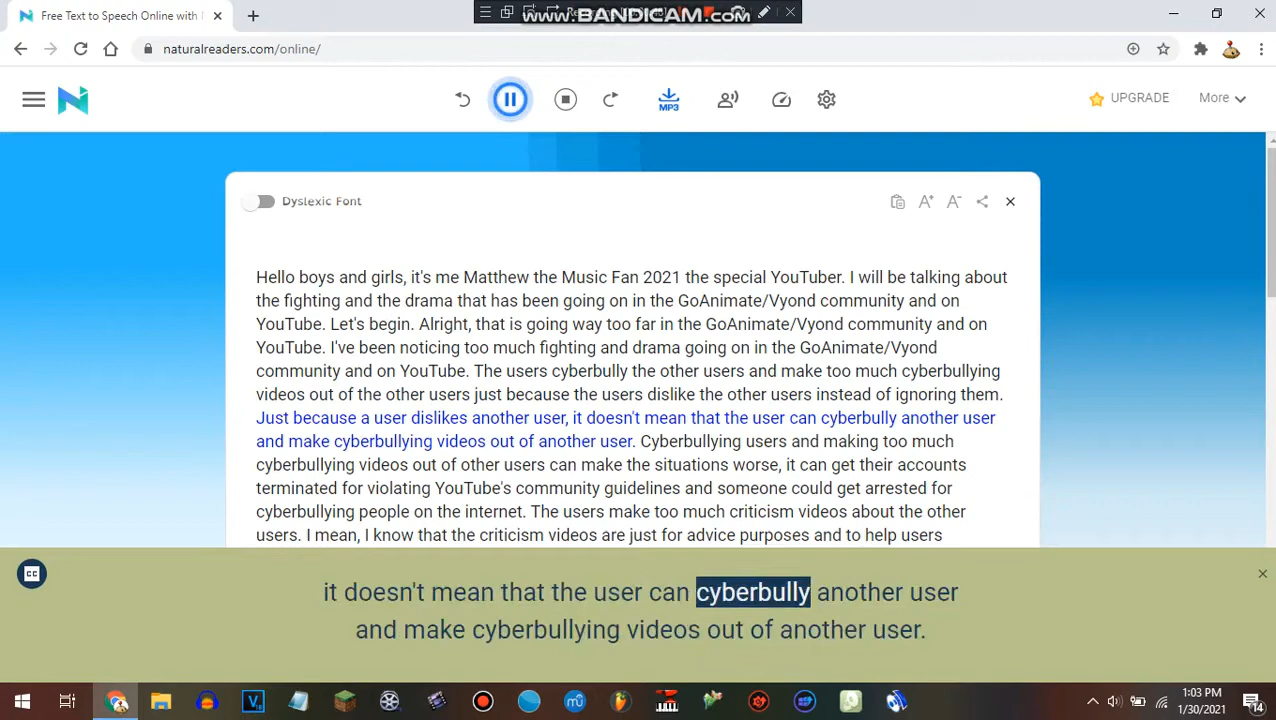 Free Text to Speech Online with
www.BANDICAM.com
naturalreaders.com/online/
MP3
UPGRADE
More
Dyslexic Font
A+
A-
Hello boys and girls, it's me Matthew the Music Fan 2021 the special YouTuber. I will be talking about
the fighting and the drama that has been going on in the GoAnimate/Vyond community and on
YouTube. Let's begin. Alright, that is going way too far in the GoAnimate/Vyond community and on
YouTube. I've been noticing too much fighting and drama going on in the GoAnimate/Vyond
community and on YouTube. The users cyberbully the other users and make too much cyberbullying
videos out of the other users just because the users dislike the other users instead of ignoring them.
Just because a user dislikes another user, it doesn't mean that the user can cyberbully another user
and make cyberbullying videos out of another user. Cyberbullying users and making too much
cyberbullying videos out of other users can make the situations worse, it can get their accounts
terminated for violating YouTube's community guidelines and someone could get arrested for
cyberbullying people on the internet. The users make too much criticism videos about the other
users. I mean, I know that the criticism videos are just for advice purposes and to help users
CC
it doesn't mean that the user can cyberbully another user
and make cyberbullying videos out of another user.
1:03 PM
1/30/2021
14